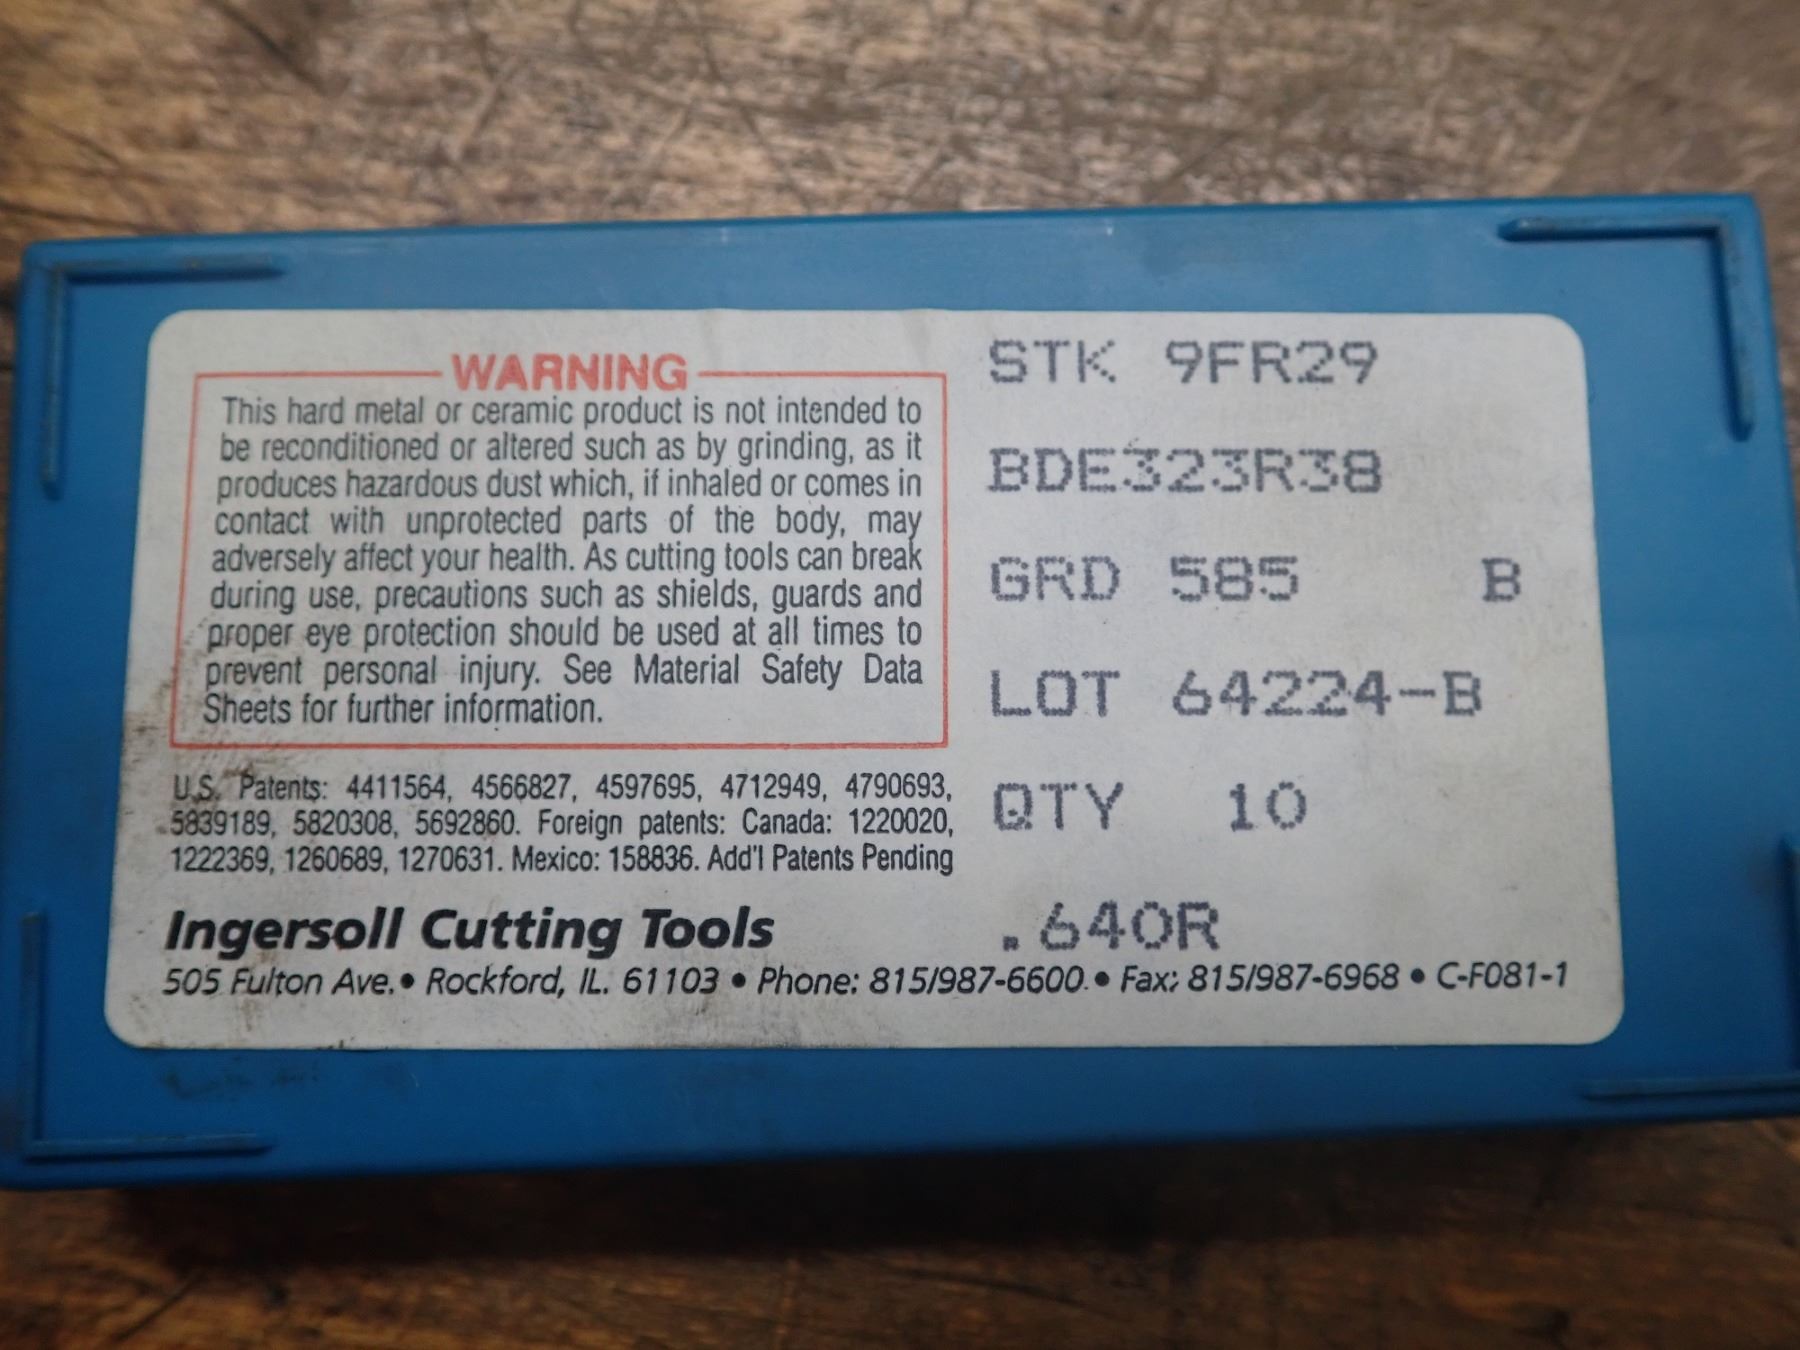 WARNING
This hard metal or ceramic product is not intended to
be reconditioned or altered such as by grinding, as it
produces hazardous dust which, if inhaled or comes in
contact with unprotected parts of the body, may
adversely affect your health. As cutting tools can break
during use, precautions such as shields, guards and
proper eye protection should be used at all times to
prevent personal injury. See Material Safety Data
Sheets for further information.
U.S. Patents: 4411564, 4566827, 4597695, 4712949, 4790693,
5839189, 5820308, 5692860. Foreign patents: Canada: 1220020,
1222369, 1260689, 1270631. Mexico: 158836. Add'l Patents Pending
STK 9FR29
BDE323R38
GRD 585 B
LOT 64224-B
QTY 10
.640R
Ingersoll Cutting Tools
505 Fulton Ave. • Rockford, IL. 61103 • Phone: 815/987-6600 • Fax: 815/987-6968 • C-F081-1